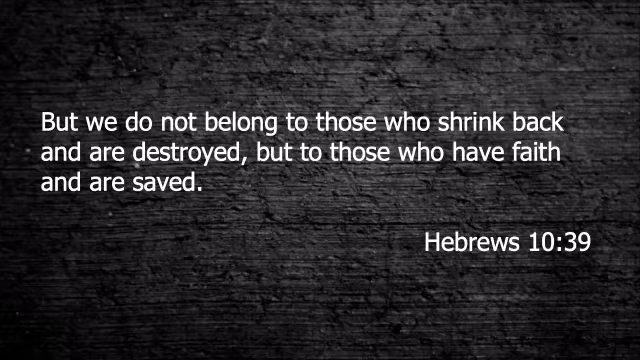 But we do not belong to those who shrink back
and are destroyed, but to those who have faith
and are saved.
Hebrews 10:39